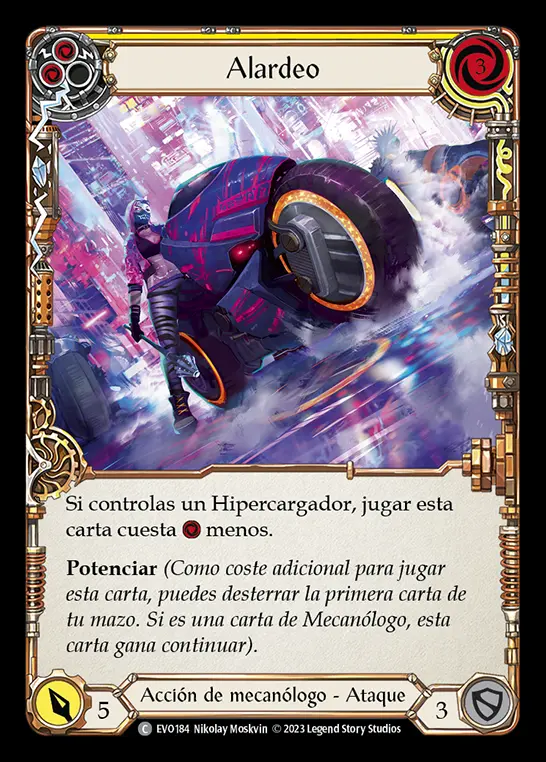 Alardeo
3
Si controlas un Hipercargador, jugar esta
carta cuesta menos.
Potenciar (Como coste adicional para jugar
esta carta, puedes desterrar la primera carta de
tu mazo. Si es una carta de Mecanólogo, esta
carta gana continuar).
5
Acción de mecanólogo - Ataque
3
C EVO184 Nikolay Moskvin © 2023 Legend Story Studios